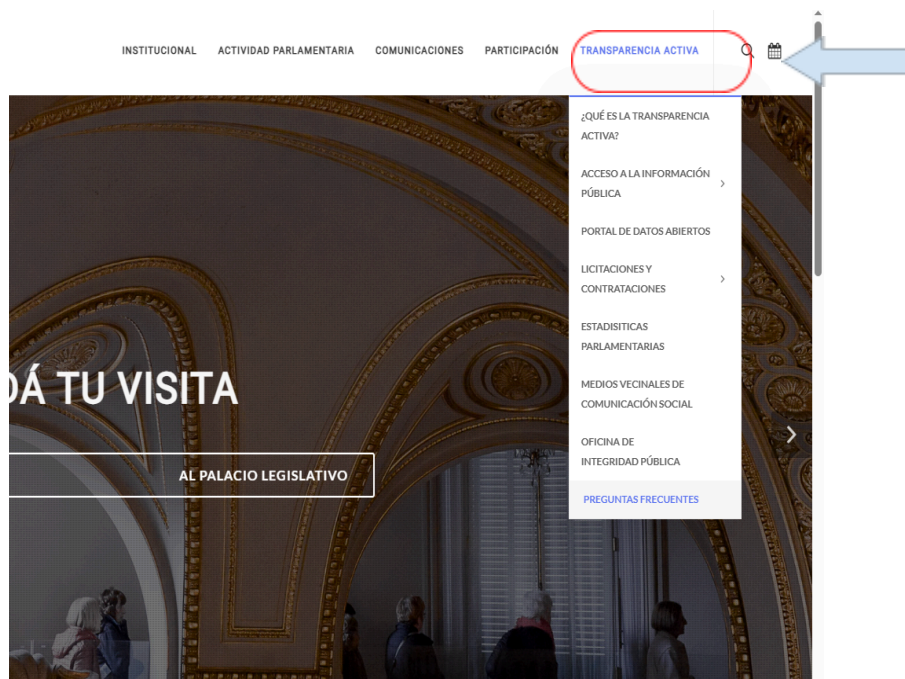 INSTITUCIONAL ACTIVIDAD PARLAMENTARIA COMUNICACIONES PARTICIPACIÓN TRANSPARENCIA ACTIVA
¿QUÉ ES LA TRANSPARENCIA
ACTIVA?
ACCESO A LA INFORMACIÓN
PÚBLICA
PORTAL DE DATOS ABIERTOS
LICITACIONES Y
CONTRATACIONES
ESTADISITICAS
PARLAMENTARIAS
MEDIOS VECINALES DE
COMUNICACIÓN SOCIAL
OFICINA DE
INTEGRIDAD PÚBLICA
PREGUNTAS FRECUENTES
DÁ TU VISITA
AL PALACIO LEGISLATIVO